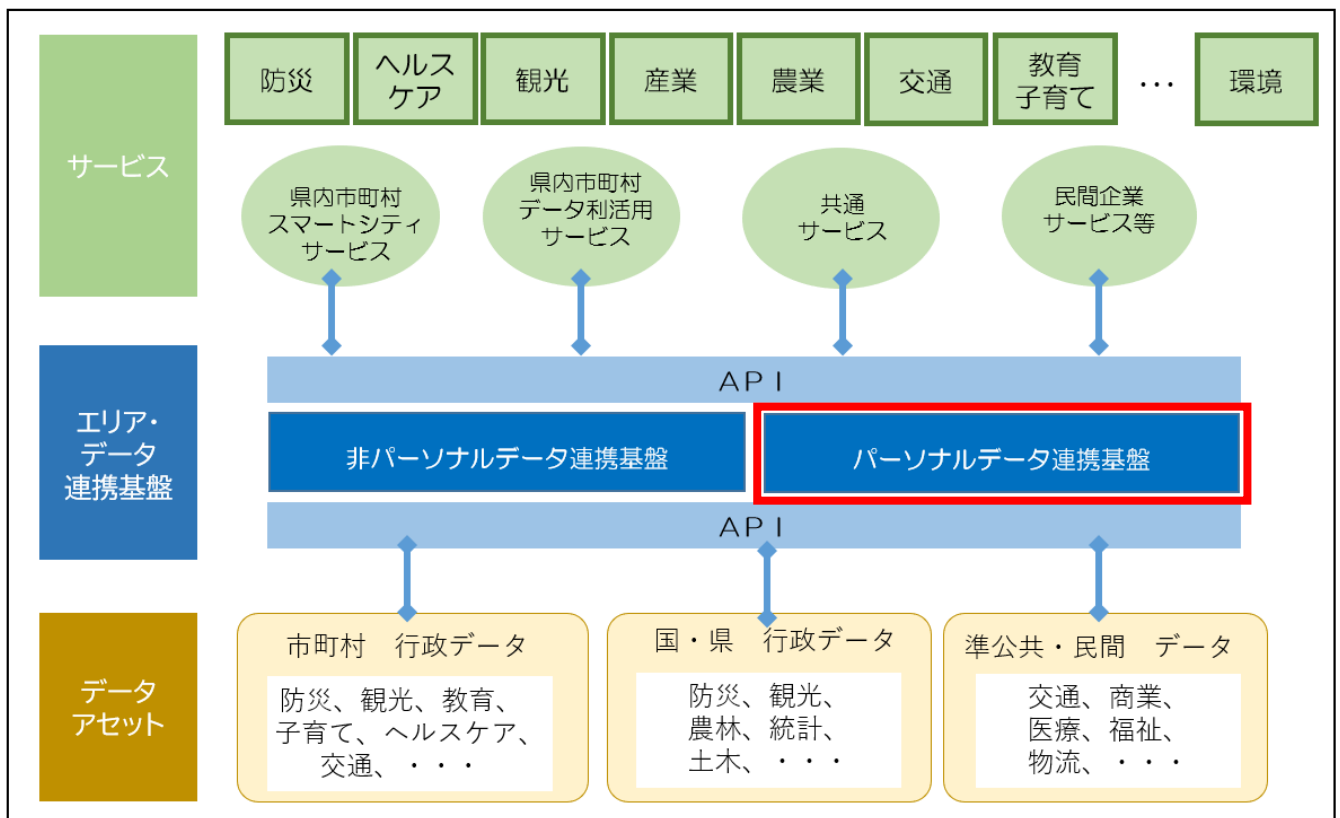 サービス
防災
ヘルス
ケア
観光
産業
農業
交通
教育
子育て
･･･
環境
県内市町村
スマートシティ
サービス
県内市町村
データ利活用
サービス
共通
サービス
民間企業
サービス等
エリア・
データ
連携基盤
ＡＰＩ
非パーソナルデータ連携基盤
パーソナルデータ連携基盤
ＡＰＩ
データ
アセット
市町村　行政データ
防災、観光、教育、
子育て、ヘルスケア、
交通、・・・
国・県　行政データ
防災、観光、
農林、統計、
土木、・・・
準公共・民間　データ
交通、商業、
医療、福祉、
物流、・・・